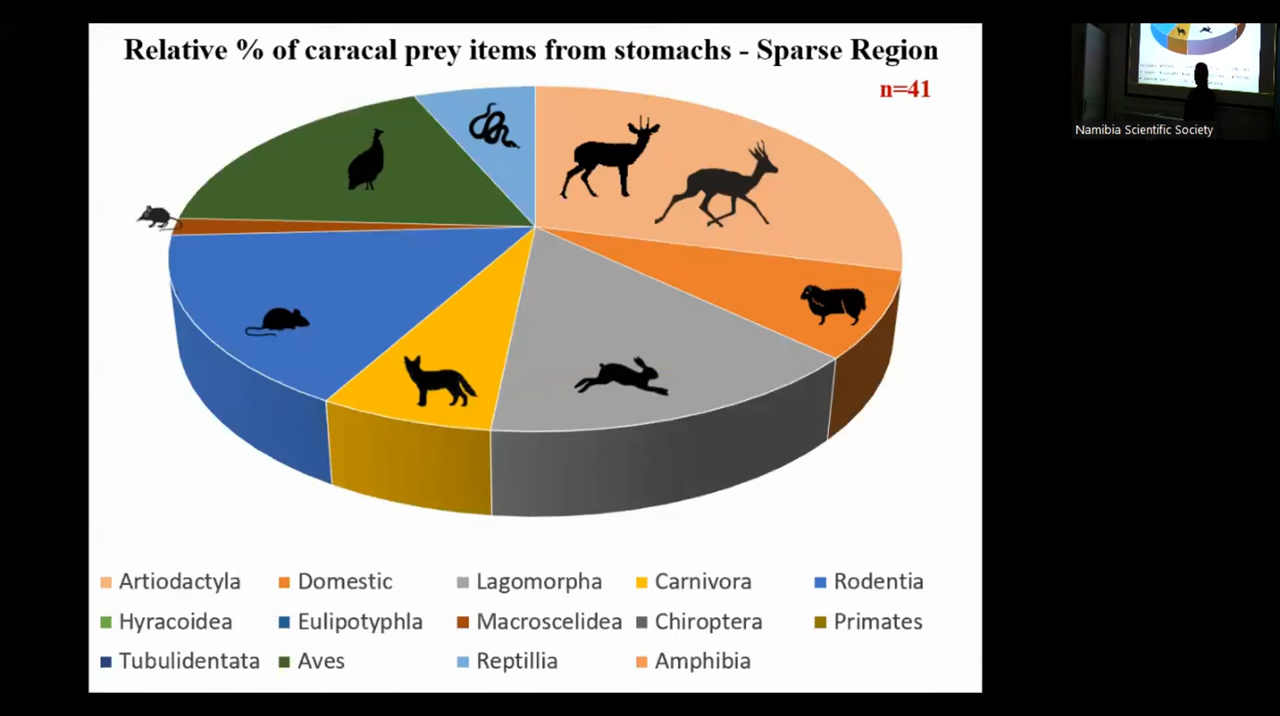 Relative % of caracal prey items from stomachs - Sparse Region
n=41
Namibia Scientific Society
Artiodactyla Domestic Lagomorpha Carnivora Rodentia
Hyracoidea Eulipotyphla Macroscelidea Chiroptera Primates
Tubulidentata Aves Reptillia Amphibia